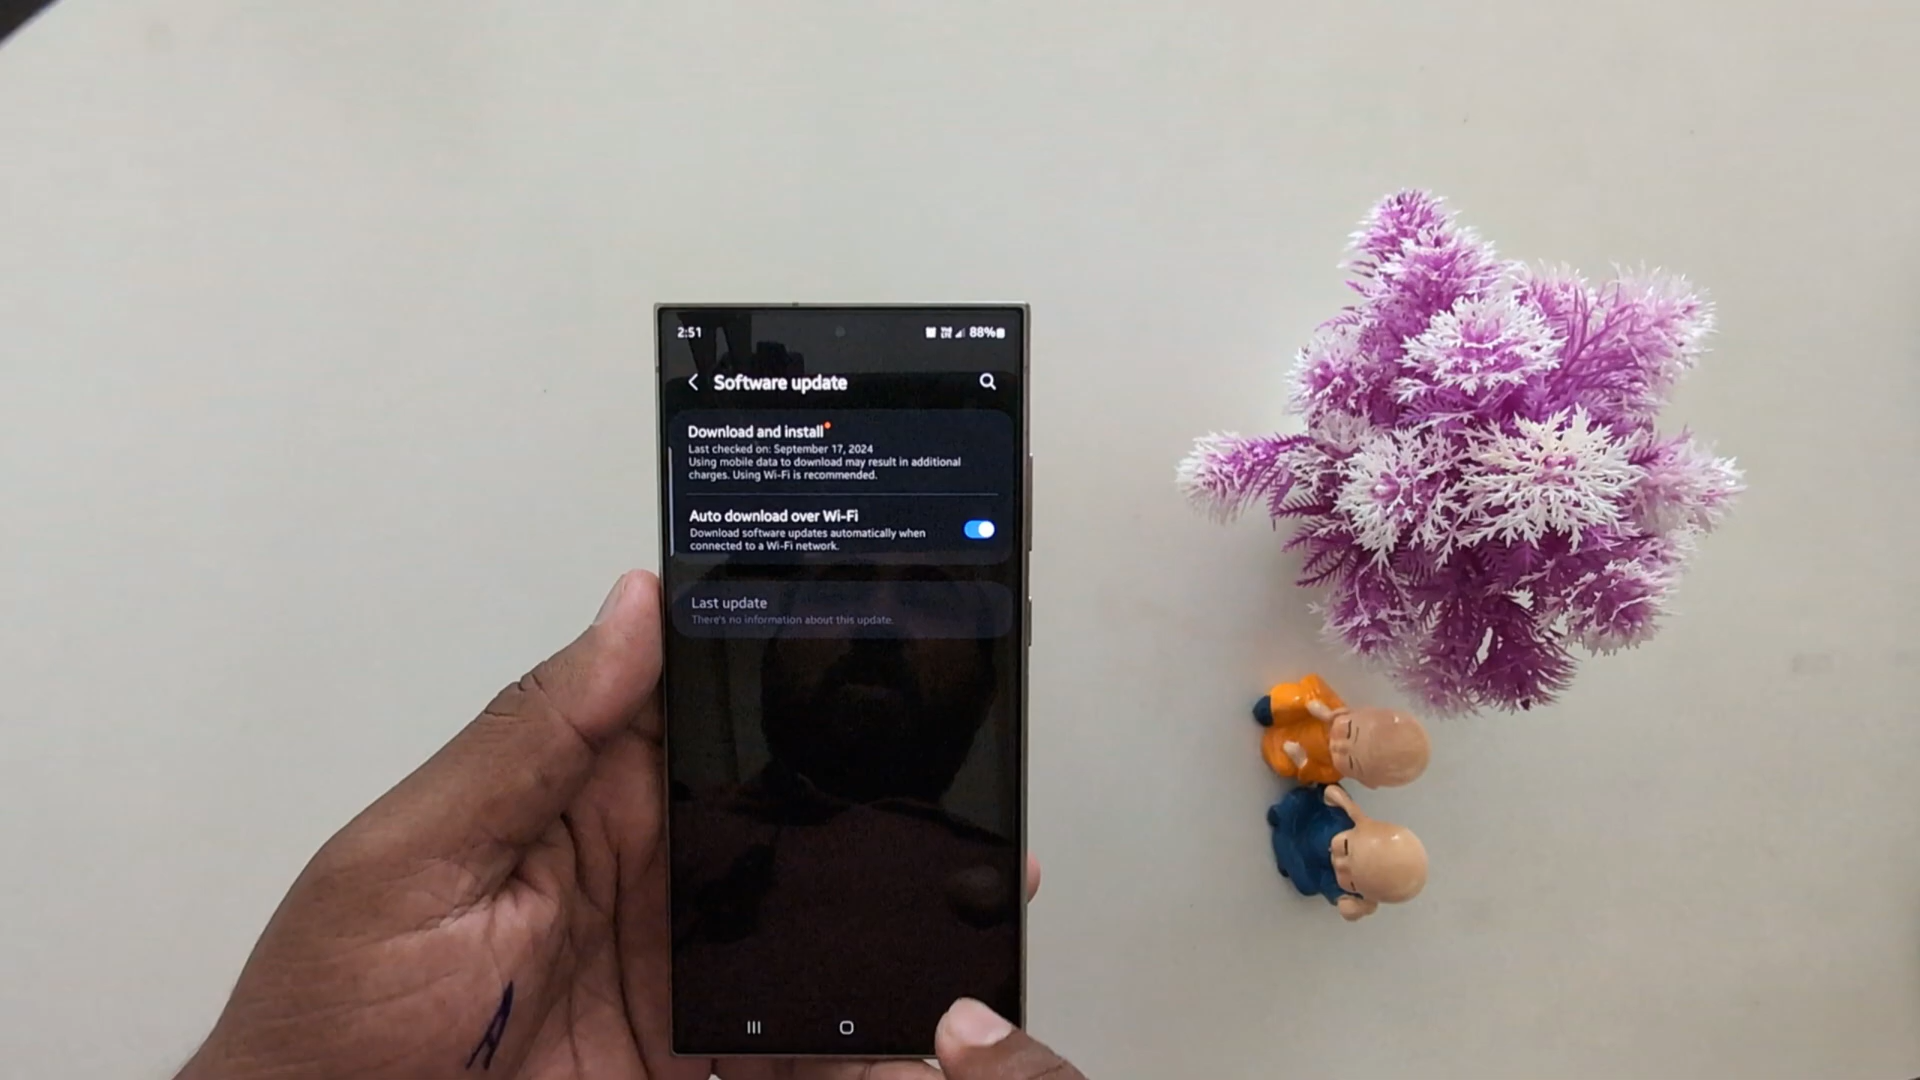 2:51
88%
Software update
Download and install
Last checked on: September 17, 2024
Using mobile data to download may result in additional
charges. Using Wi-Fi is recommended.
Auto download over Wi-Fi
Download software updates automatically when
connected to a Wi-Fi network.
Last update
There's no information about this update.
A